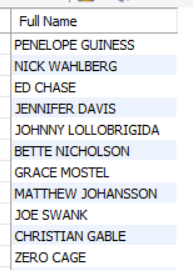 Full Name
PENELOPE GUINESS
NICK WAHLBERG
ED CHASE
JENNIFER DAVIS
JOHNNY LOLLOBRIGIDA
BETTE NICHOLSON
GRACE MOSTEL
MATTHEW JOHANSSON
JOE SWANK
CHRISTIAN GABLE
ZERO CAGE